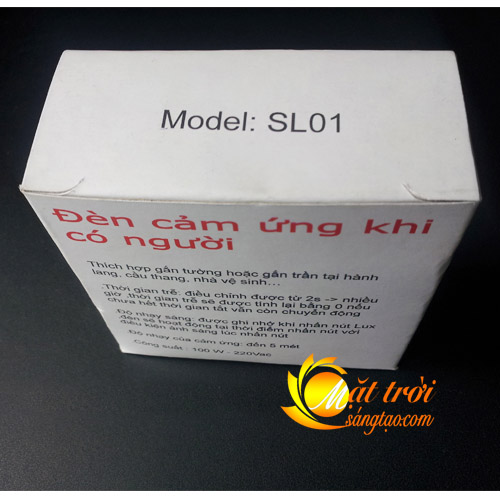 Model: SL01
Đèn cảm ứng khi
có người
Thích hợp gắn tường hoặc gắn trần tại hành
lang, cầu thang, nhà vệ sinh...
.Thời gian trễ: điều chỉnh được từ 2s -> nhiều
giờ .thời gian trễ sẽ được tính lại bằng 0 nếu
chưa hết thời gian tắt vẫn còn chuyển động
Độ nhạy sáng: được ghi nhớ khi nhấn nút Lux
đèn sẽ hoạt động tại thời điểm nhấn nút với
điều kiện ánh sáng lúc nhấn nút
Độ nhạy của cảm ứng: đến 5 mét
Công suất : 100 W - 220Vac
Mặt trời
sángtạo.com